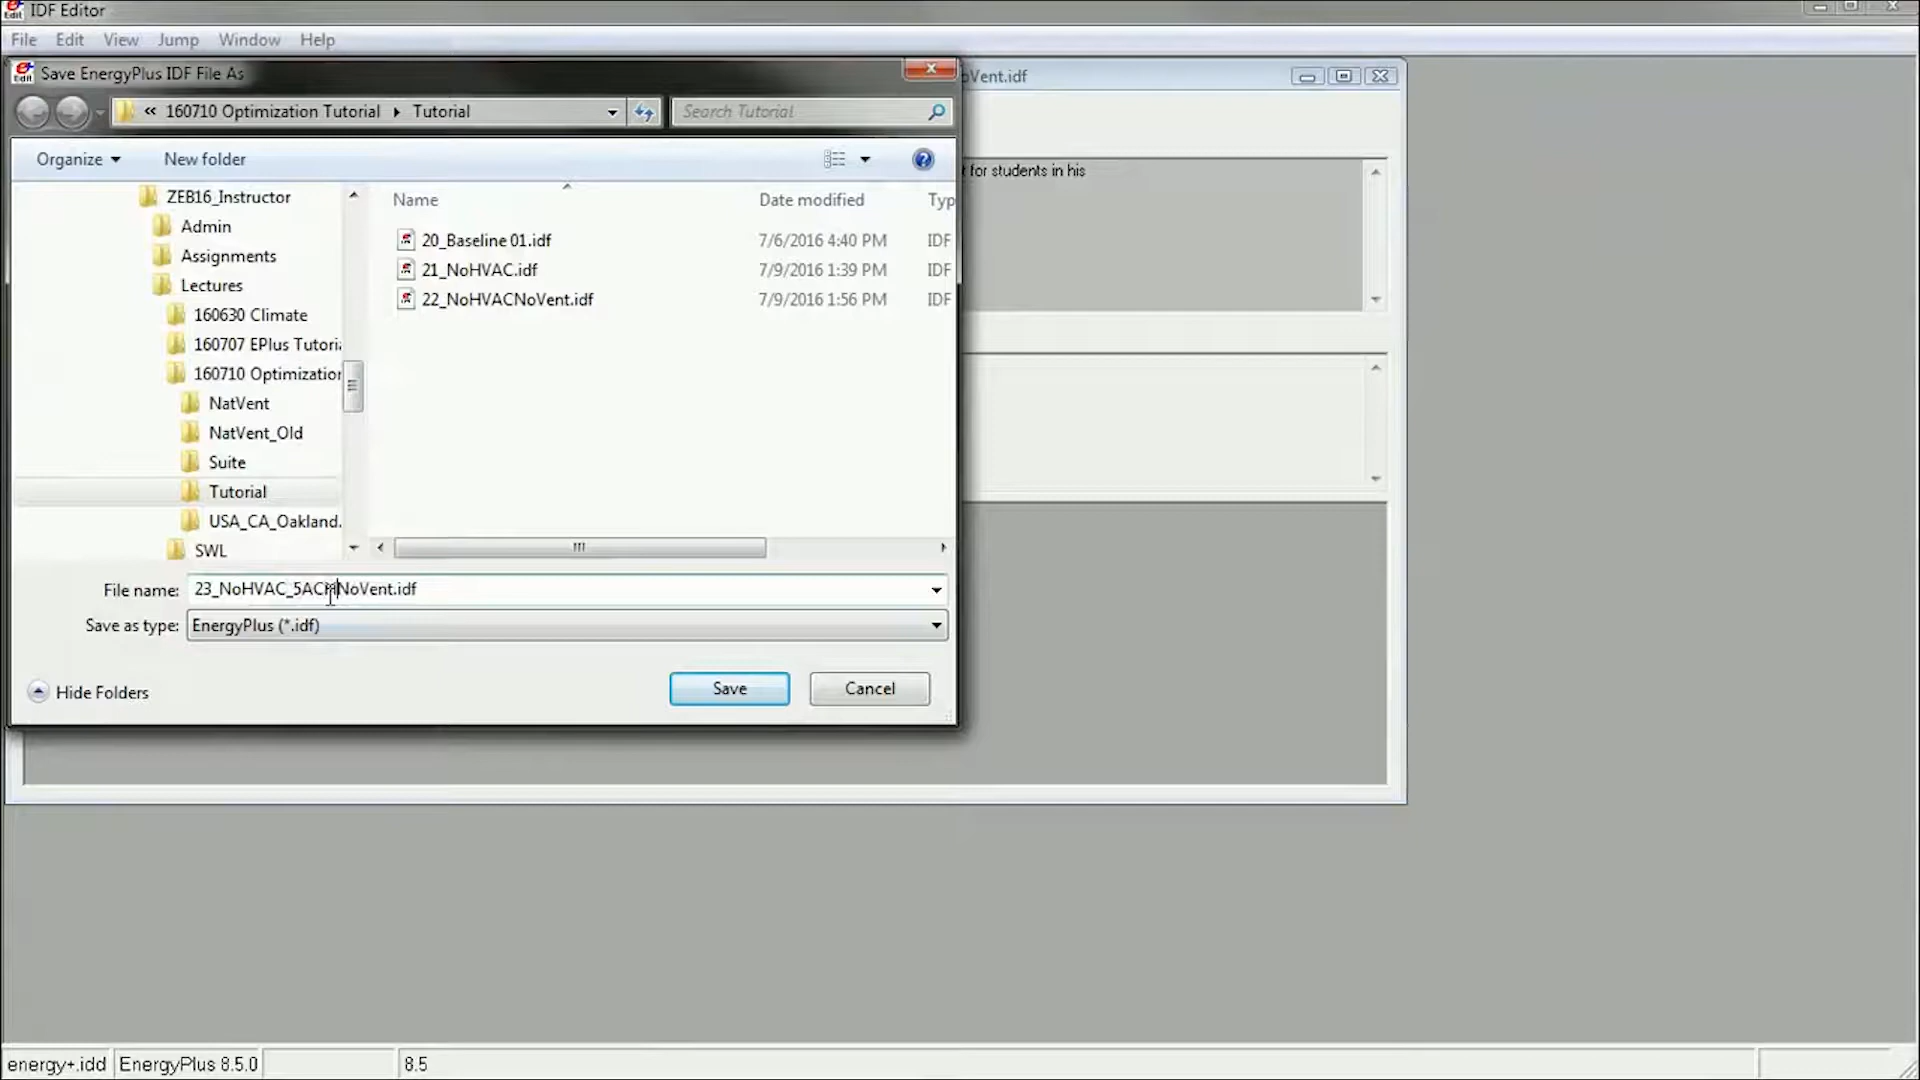 IDF Editor
File Edit View Jump Window Help
Save EnergyPlus IDF File As
oVent.idf
« 160710 Optimization Tutorial Tutorial
Search Tutorial
Organize New folder
t for students in his
ZEB16_Instructor
Admin
Assignments
Lectures
160630 Climate
160707 EPlus Tutoria
160710 Optimization
NatVent
NatVent_Old
Suite
Tutorial
USA_CA_Oakland.
SWL
Name Date modified Typ
20_Baseline 01.idf 7/6/2016 4:40 PM IDF
21_NoHVAC.idf 7/9/2016 1:39 PM IDF
22_NoHVACNoVent.idf 7/9/2016 1:56 PM IDF
File name: 23_NoHVAC_5ACHNoVent.idf
Save as type: EnergyPlus (*.idf)
Hide Folders
Save Cancel
energy+.idd EnergyPlus 8.5.0 8.5